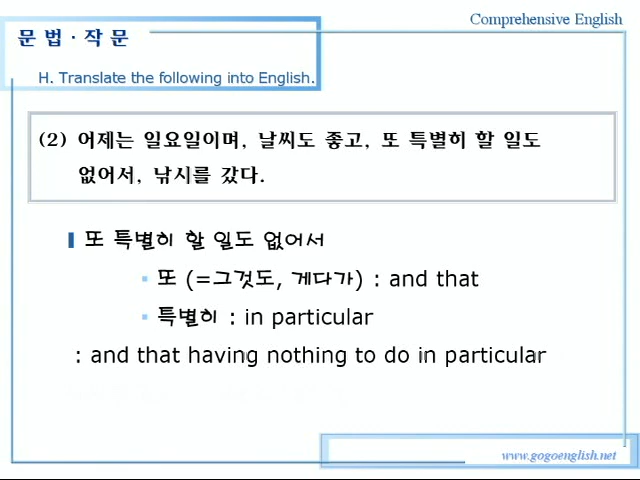 Comprehensive English
문 법 · 작 문
H. Translate the following into English.
(2) 어제는 일요일이며, 날씨도 좋고, 또 특별히 할 일도
없어서, 낚시를 갔다.
또 특별히 할 일도 없어서
또 (=그것도, 게다가) : and that
특별히 : in particular
: and that having nothing to do in particular
www.gogoenglish.net